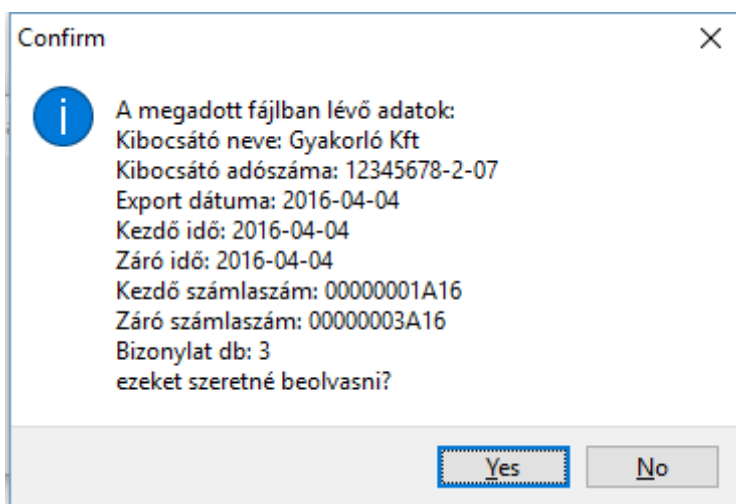 Confirm
A megadott fájlban lévő adatok:
Kibocsátó neve: Gyakorló Kft
Kibocsátó adószáma: 12345678-2-07
Export dátuma: 2016-04-04
Kezdő idő: 2016-04-04
Záró idő: 2016-04-04
Kezdő számlaszám: 00000001A16
Záró számlaszám: 00000003A16
Bizonylat db: 3
ezeket szeretné beolvasni?
Yes No